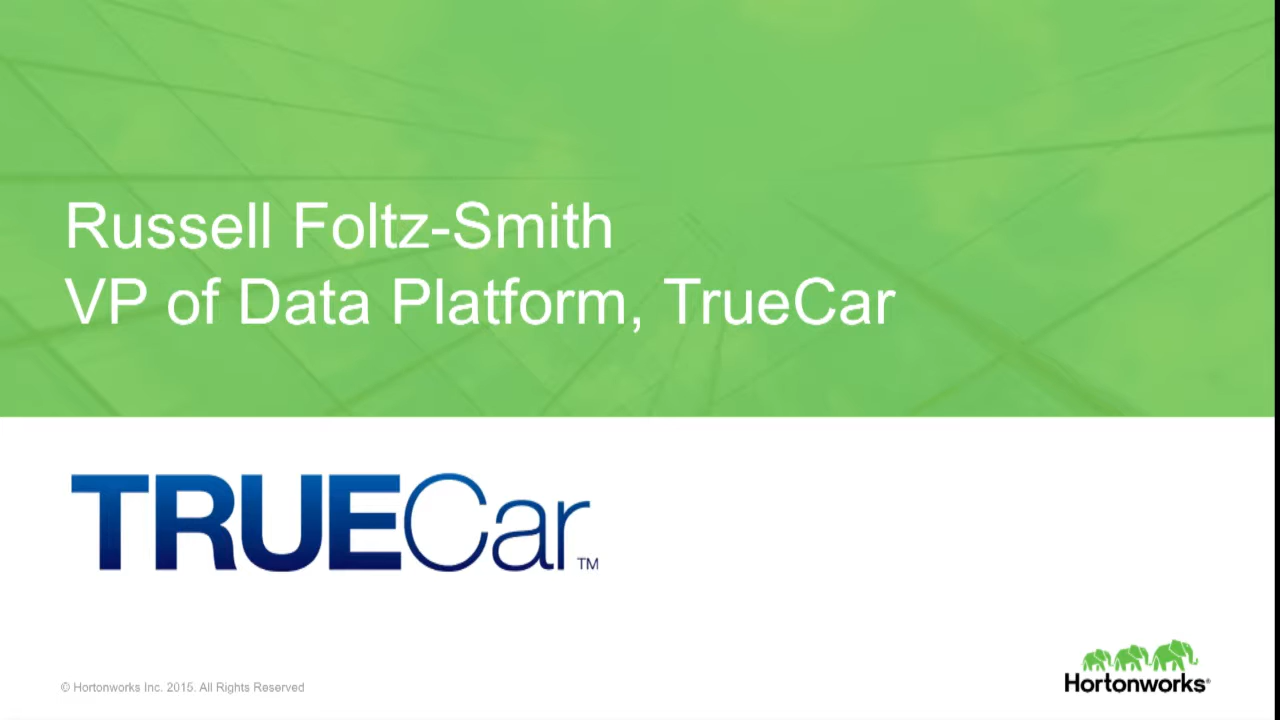 Russell Foltz-Smith
VP of Data Platform, TrueCar
TRUECar™
© Hortonworks Inc. 2015. All Rights Reserved
Hortonworks®